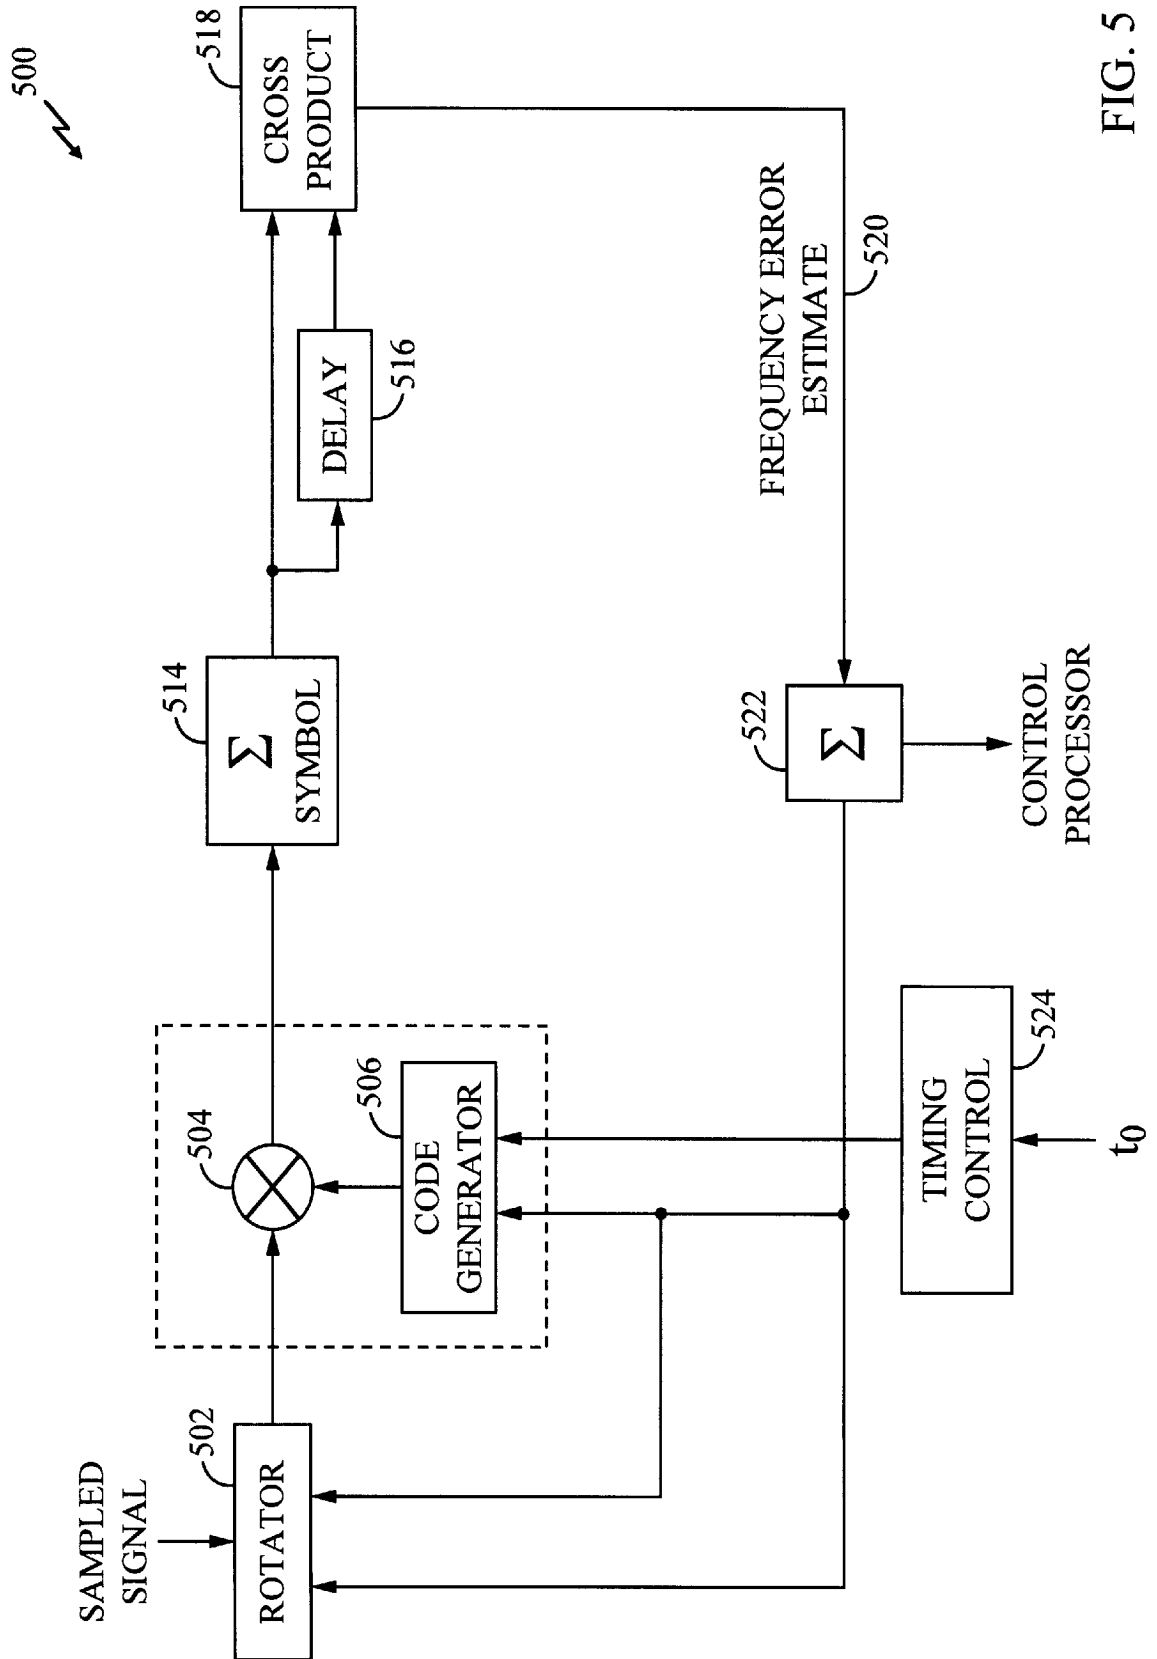 500
SAMPLED
SIGNAL
502
ROTATOR
504
506
CODE
GENERATOR
514
Σ
SYMBOL
DELAY
516
518
CROSS
PRODUCT
FREQUENCY ERROR
ESTIMATE
520
522
Σ
CONTROL
PROCESSOR
TIMING
CONTROL
524
t0
FIG. 5